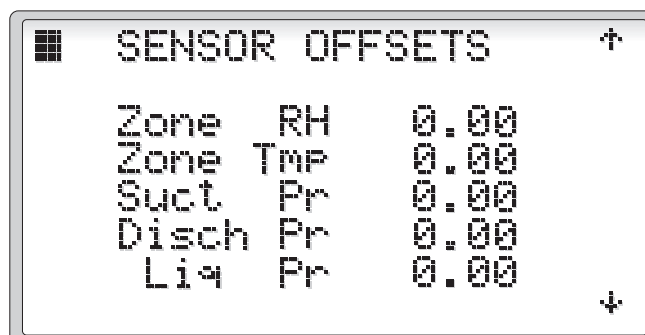 SENSOR OFFSETS ↑
Zone RH 0.00
Zone Tmp 0.00
Suct Pr 0.00
Disch Pr 0.00
Liq Pr 0.00
↓